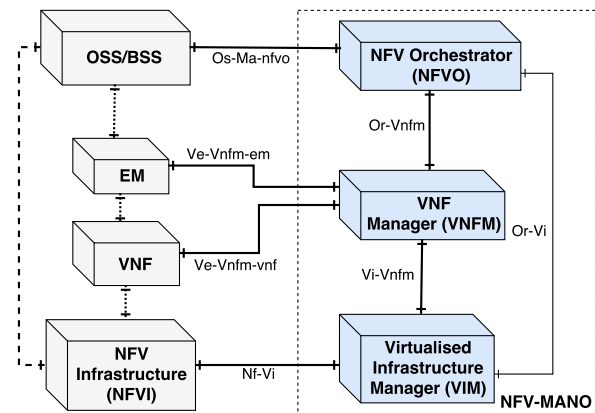 OSS/BSS
Os-Ma-nfvo
NFV Orchestrator
(NFVO)
Or-Vnfm
Ve-Vnfm-em
EM
VNF
Manager (VNFM)
Or-Vi
VNF
Ve-Vnfm-vnf
Vi-Vnfm
NFV
Infrastructure
(NFVI)
Nf-Vi
Virtualised
Infrastructure
Manager (VIM)
NFV-MANO